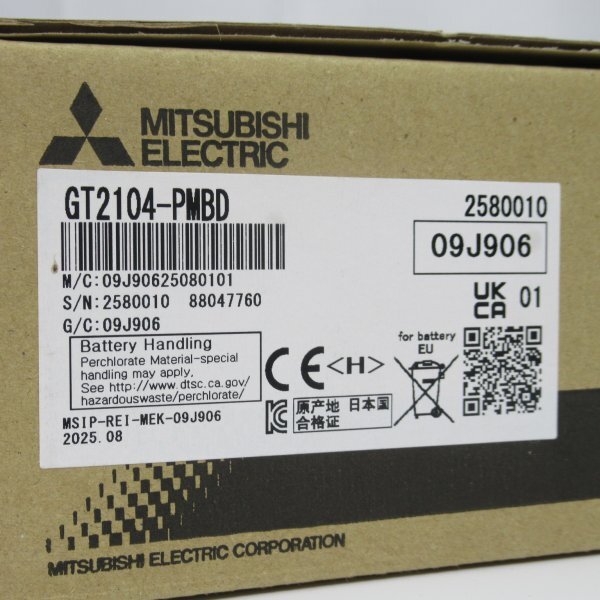 MITSUBISHI
ELECTRIC
GT2104-PMBD
2580010
M/C:09J90625080101
09J906
S/N:2580010 88047760
G/C:09J906
UK
CA 01
Battery Handling
Perchlorate Material-special
handling may apply.
See http://www.dtsc.ca.gov/
hazardouswaste/perchlorate/
CE <H>
for battery
EU
原产地 日本国
合格证
MSIP-REI-MEK-09J906
2025.08
MITSUBISHI ELECTRIC CORPORATION